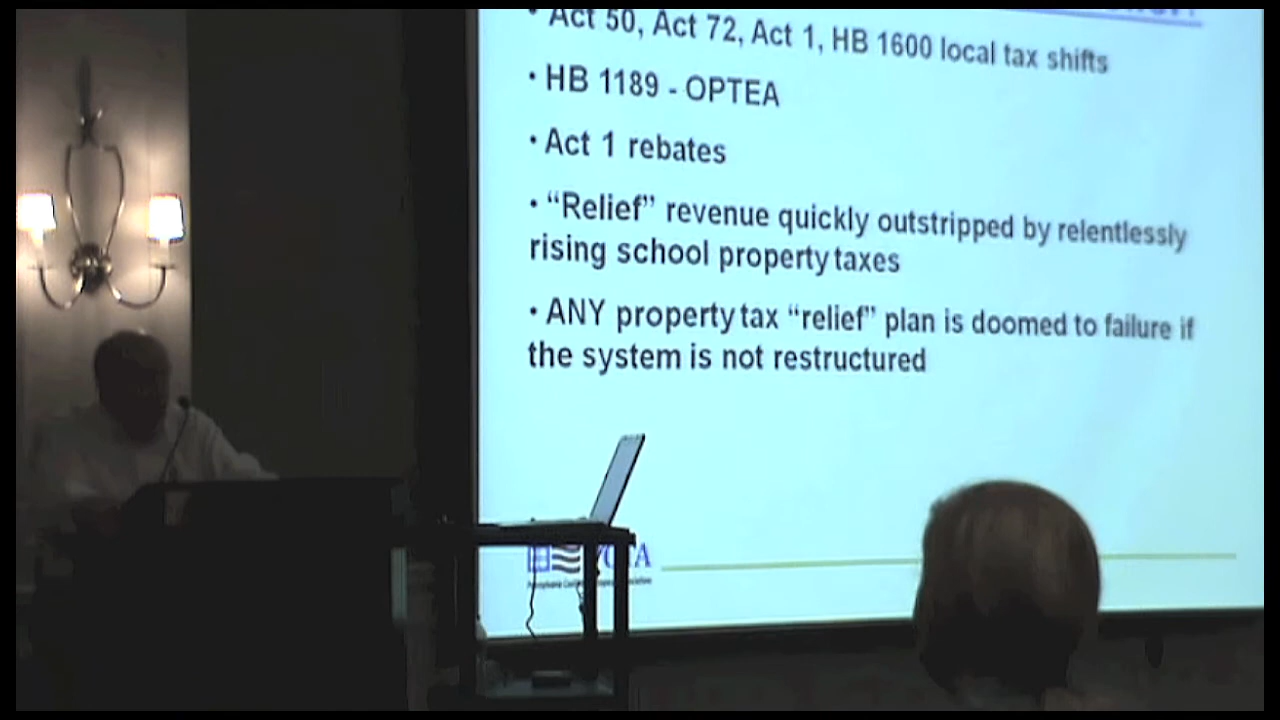 • Act 50, Act 72, Act 1, HB 1600 local tax shifts
• HB 1189 - OPTEA
• Act 1 rebates
• “Relief” revenue quickly outstripped by relentlessly
rising school property taxes
• ANY property tax “relief” plan is doomed to failure if
the system is not restructured